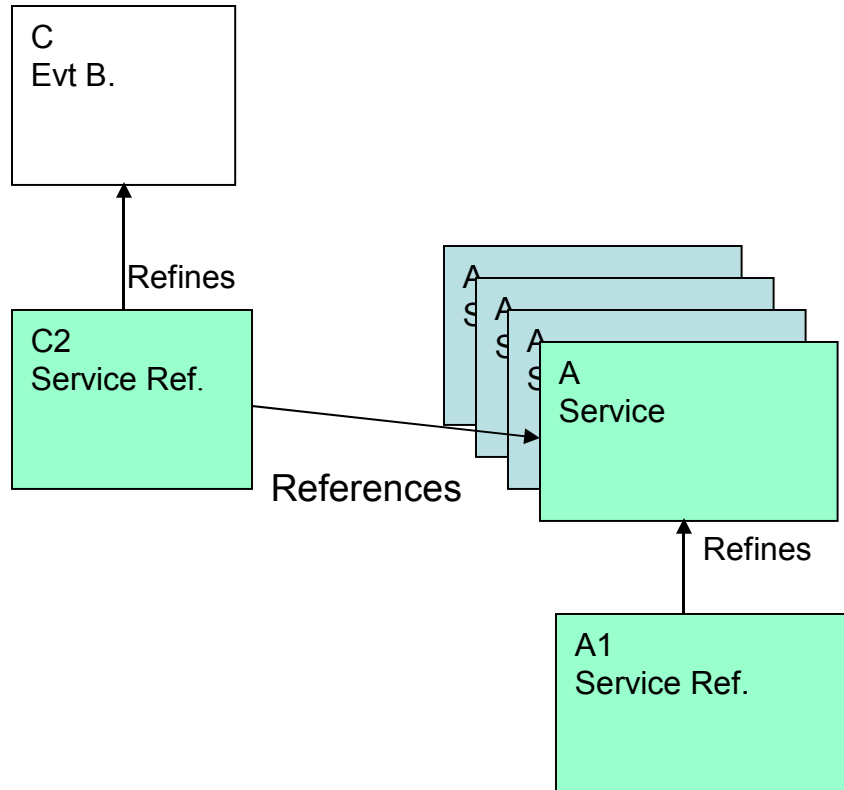 C
Evt B.
Refines
C2
Service Ref.
A
S
A
S
A
S
A
Service
References
Refines
A1
Service Ref.